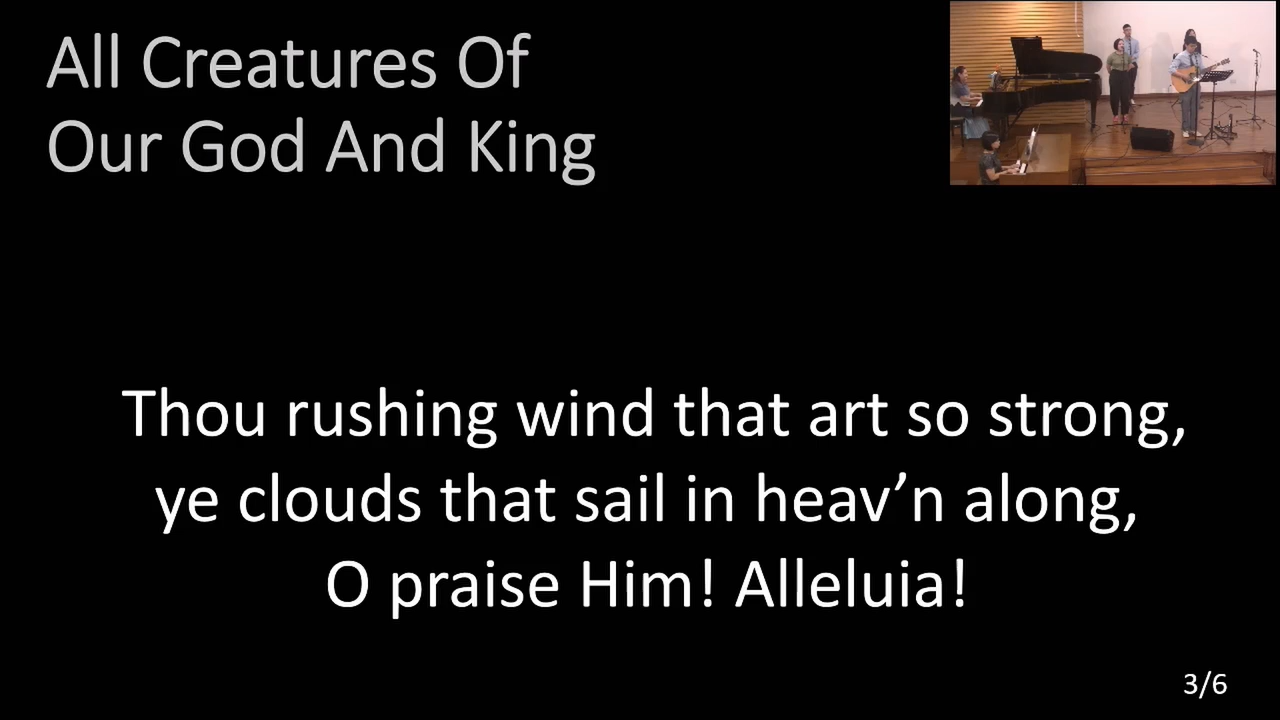 All Creatures Of
Our God And King
Thou rushing wind that art so strong,
ye clouds that sail in heav’n along,
O praise Him! Alleluia!
3/6